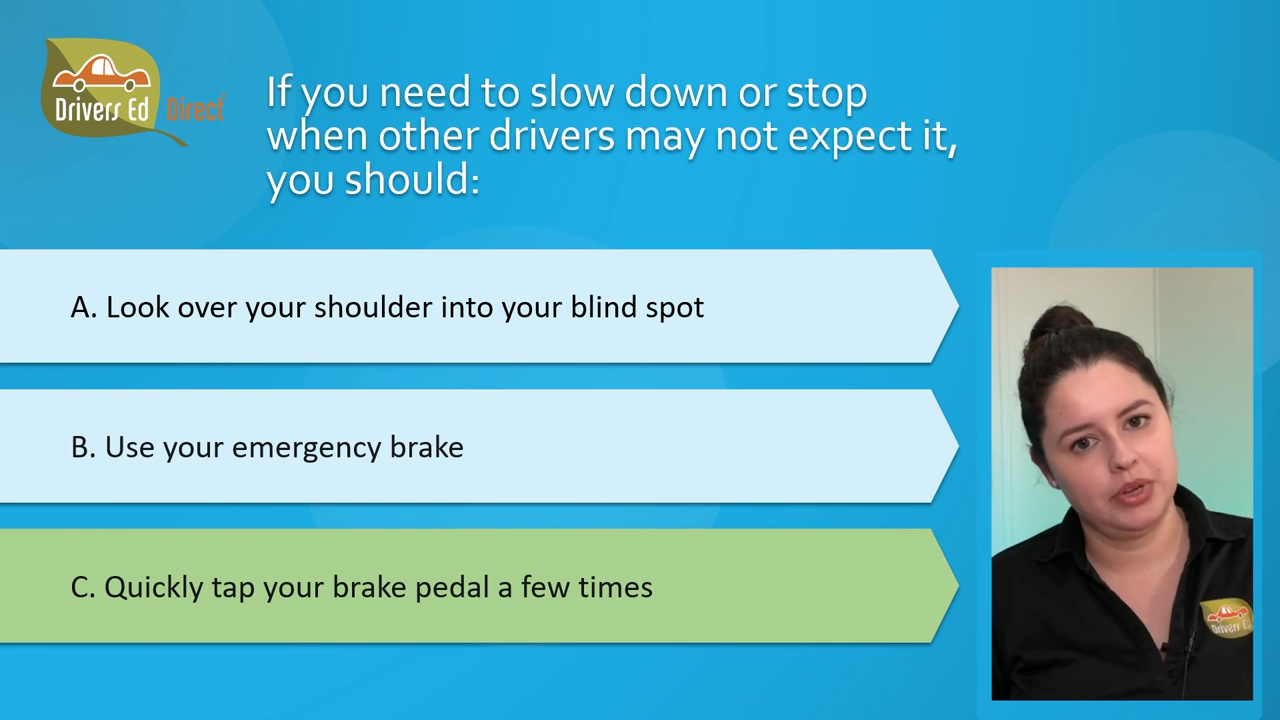 Drivers Ed Direct
If you need to slow down or stop
when other drivers may not expect it,
you should:
A. Look over your shoulder into your blind spot
B. Use your emergency brake
C. Quickly tap your brake pedal a few times
Drivers